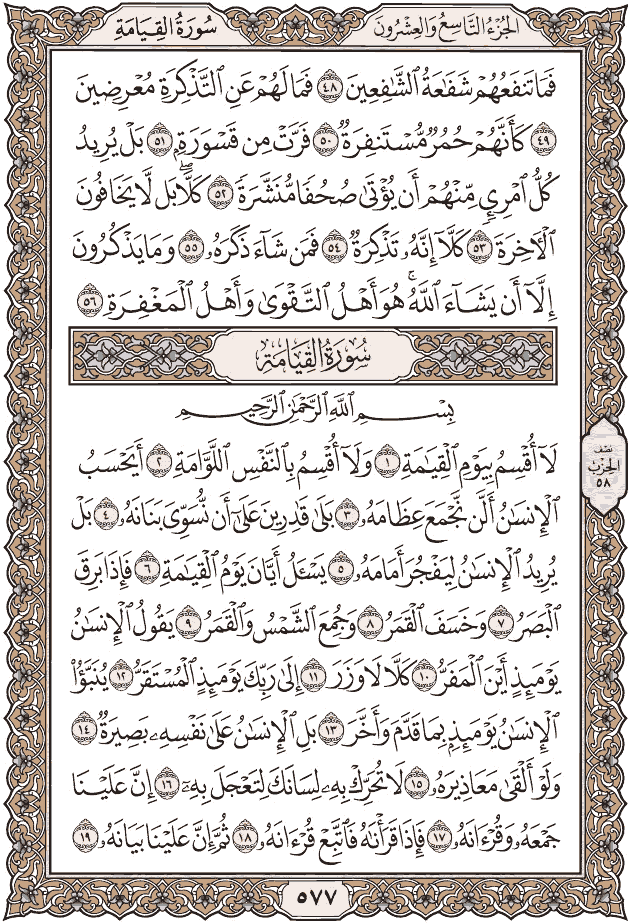 الجُزْءُ التَّاسِعُ وَالعِشْرُونَ
سُورَةُ القِيَامَةِ
فَمَا تَنفَعُهُمْ شَفَٰعَةُ ٱلشَّٰفِعِينَ ٤٨ فَمَا لَهُمْ عَنِ ٱلتَّذْكِرَةِ مُعْرِضِينَ
٤٩ كَأَنَّهُمْ حُمُرٌ مُّسْتَنفِرَةٌ ٥٠ فَرَّتْ مِن قَسْوَرَةٍۭ ٥١ بَلْ يُرِيدُ
كُلُّ ٱمْرِئٍ مِّنْهُمْ أَن يُؤْتَىٰ صُحُفًا مُّنَشَّرَةً ٥٢ كَلَّاۖ بَل لَّا يَخَافُونَ
ٱلْأٓخِرَةَ ٥٣ كَلَّآ إِنَّهُۥ تَذْكِرَةٌ ٥٤ فَمَن شَآءَ ذَكَرَهُۥ ٥٥ وَمَا يَذْكُرُونَ
إِلَّآ أَن يَشَآءَ ٱللَّهُۚ هُوَ أَهْلُ ٱلتَّقْوَىٰ وَأَهْلُ ٱلْمَغْفِرَةِ ٥٦
سُورَةُ القِيَامَةِ
بِسْمِ ٱللَّهِ ٱلرَّحْمَٰنِ ٱلرَّحِيمِ
لَآ أُقْسِمُ بِيَوْمِ ٱلْقِيَٰمَةِ ١ وَلَآ أُقْسِمُ بِٱلنَّفْسِ ٱللَّوَّامَةِ ٢ أَيَحْسَبُ
ٱلْإِنسَٰنُ أَلَّن نَّجْمَعَ عِظَامَهُۥ ٣ بَلَىٰ قَٰدِرِينَ عَلَىٰٓ أَن نُّسَوِّىَ بَنَانَهُۥ ٤ بَلْ
يُرِيدُ ٱلْإِنسَٰنُ لِيَفْجُرَ أَمَامَهُۥ ٥ يَسْـَٔلُ أَيَّانَ يَوْمُ ٱلْقِيَٰمَةِ ٦ فَإِذَا بَرِقَ
ٱلْبَصَرُ ٧ وَخَسَفَ ٱلْقَمَرُ ٨ وَجُمِعَ ٱلشَّمْسُ وَٱلْقَمَرُ ٩ يَقُولُ ٱلْإِنسَٰنُ
يَوْمَئِذٍ أَيْنَ ٱلْمَفَرُّ ١٠ كَلَّا لَا وَزَرَ ١١ إِلَىٰ رَبِّكَ يَوْمَئِذٍ ٱلْمُسْتَقَرُّ ١٢ يُنَبَّؤُا۟
ٱلْإِنسَٰنُ يَوْمَئِذٍۭ بِمَا قَدَّمَ وَأَخَّرَ ١٣ بَلِ ٱلْإِنسَٰنُ عَلَىٰ نَفْسِهِۦ بَصِيرَةٌ ١٤
وَلَوْ أَلْقَىٰ مَعَاذِيرَهُۥ ١٥ لَا تُحَرِّكْ بِهِۦ لِسَانَكَ لِتَعْجَلَ بِهِۦٓ ١٦ إِنَّ عَلَيْنَا
جَمْعَهُۥ وَقُرْءَانَهُۥ ١٧ فَإِذَا قَرَأْنَٰهُ فَٱتَّبِعْ قُرْءَانَهُۥ ١٨ ثُمَّ إِنَّ عَلَيْنَا بَيَانَهُۥ ١٩
نصف
الحزب
٥٨
٥٧٧